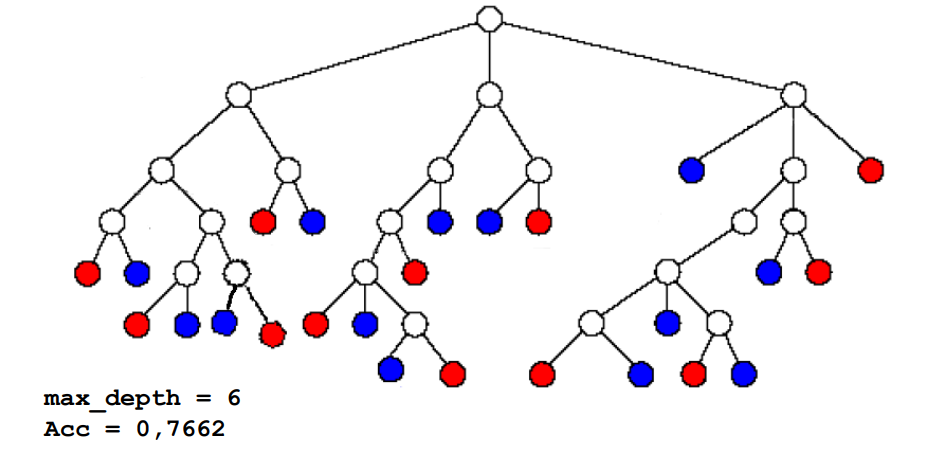 max_depth = 6
Acc = 0,7662